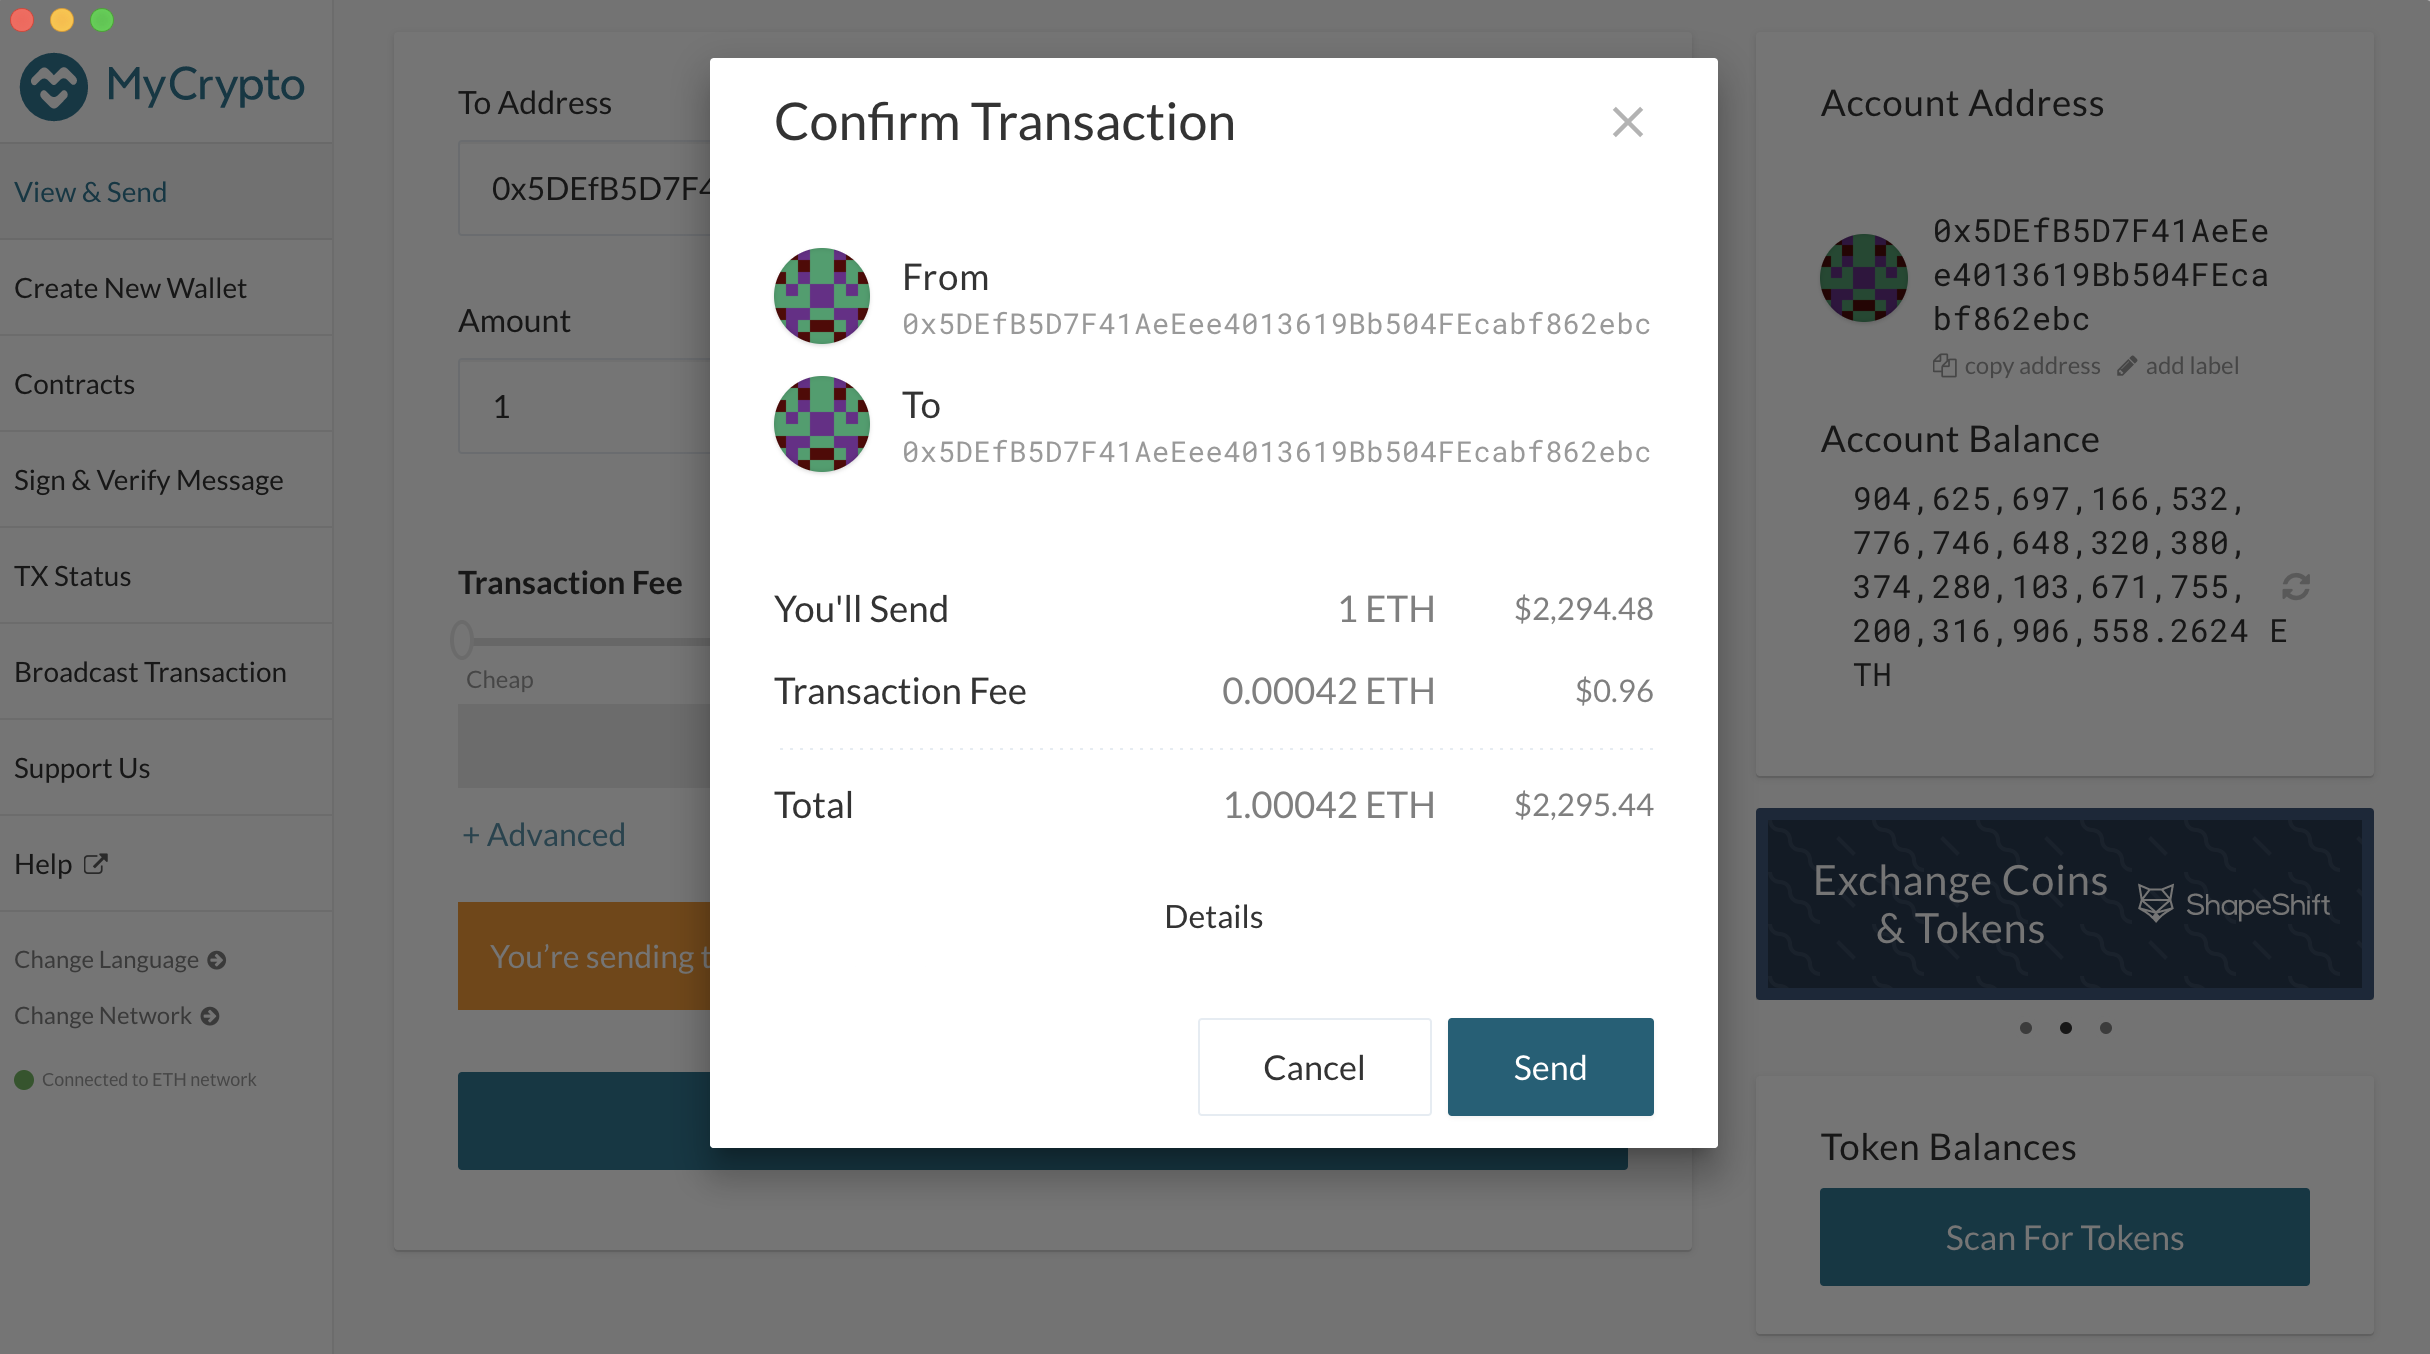 MyCrypto
View & Send
Create New Wallet
Contracts
Sign & Verify Message
TX Status
Broadcast Transaction
Support Us
Help
Change Language
Change Network
Connected to ETH network
To Address
0x5DEfB5D7F4
Amount
1
Transaction Fee
Cheap
+ Advanced
You’re sending t
Confirm Transaction
From
0x5DEfB5D7F41AeEee4013619Bb504FEcabf862ebc
To
0x5DEfB5D7F41AeEee4013619Bb504FEcabf862ebc
You'll Send 1 ETH $2,294.48
Transaction Fee 0.00042 ETH $0.96
Total 1.00042 ETH $2,295.44
Details
Cancel Send
Account Address
0x5DEfB5D7F41AeEe
e4013619Bb504FEca
bf862ebc
copy address add label
Account Balance
904,625,697,166,532,
776,746,648,320,380,
374,280,103,671,755,
200,316,906,558.2624 E
TH
Exchange Coins
& Tokens
ShapeShift
Token Balances
Scan For Tokens